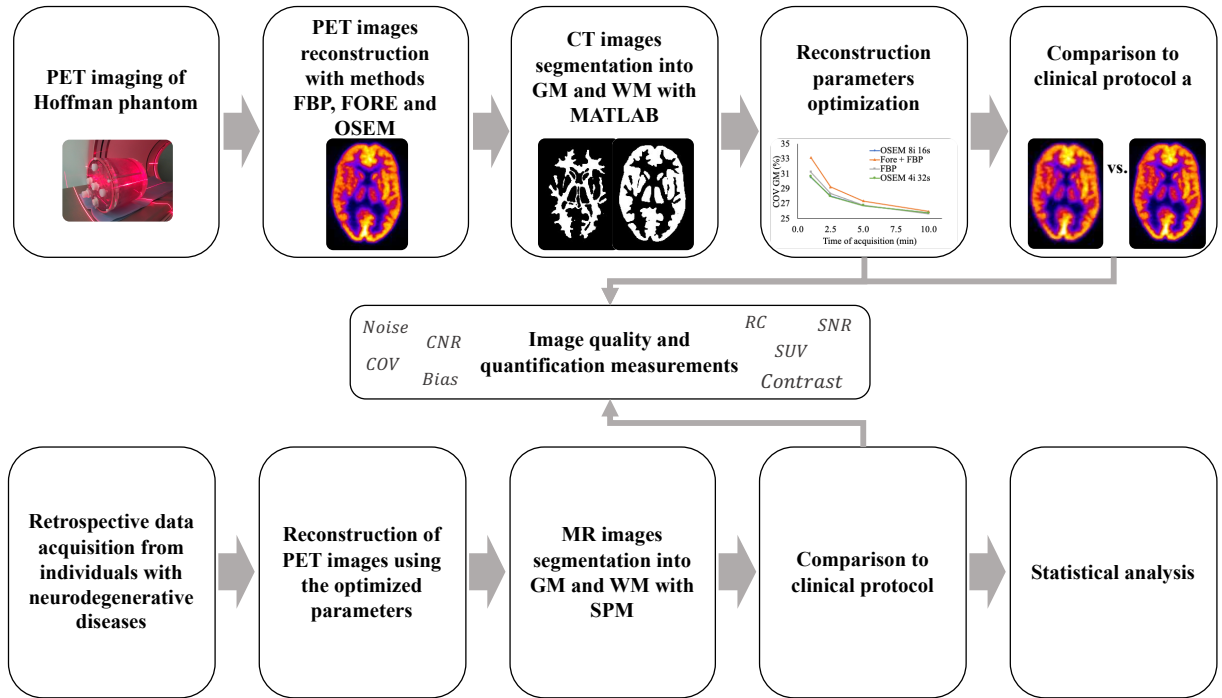 PET imaging of
Hoffman phantom
PET images
reconstruction
with methods
FBP, FORE and
OSEM
CT images
segmentation into
GM and WM with
MATLAB
Reconstruction
parameters
optimization
COV GM (%)
33
31
29
27
25
0.0
2.5
5.0
10.0
Time of acquisition (min)
OSEM 8i 16s
Fore + FBP
FBP
OSEM 4i 32s
Comparison to
clinical protocol a
vs.
Noise
CNR
COV
Bias
Image quality and
quantification measurements
RC
SNR
SUV
Contrast
Retrospective data
acquisition from
individuals with
neurodegenerative
diseases
Reconstruction of
PET images using
the optimized
parameters
MR images
segmentation into
GM and WM with
SPM
Comparison to
clinical protocol
Statistical analysis